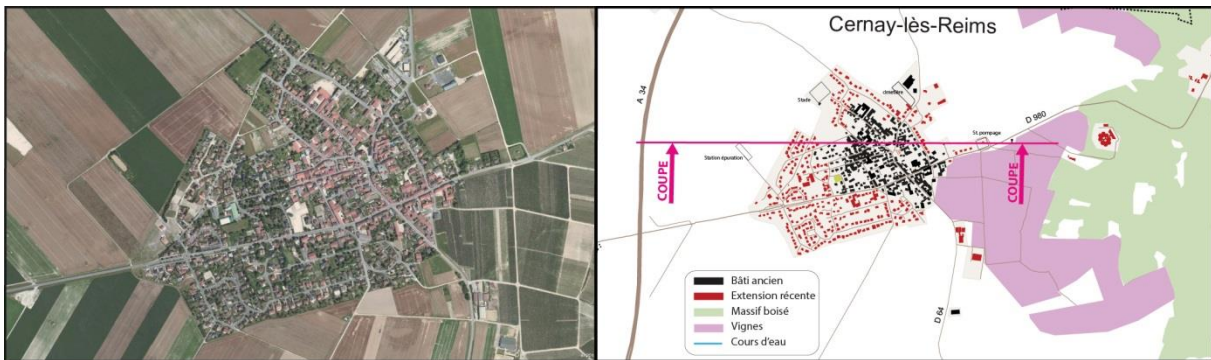 Cernay-lès-Reims
A 34
Stade
cimetière
D 980
St. pompage
Station épuration
COUPE
COUPE
D 64
Bâti ancien
Extension récente
Massif boisé
Vignes
Cours d'eau